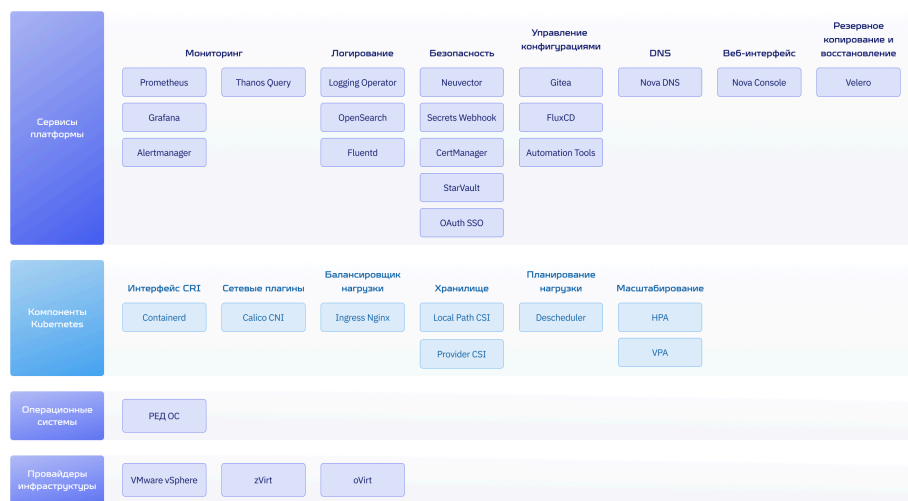 Сервисы
платформы
Мониторинг
Prometheus
Thanos Query
Grafana
Alertmanager
Логирование
Logging Operator
OpenSearch
Fluentd
Безопасность
Neuvector
Secrets Webhook
CertManager
StarVault
OAuth SSO
Управление
конфигурациями
Gitea
FluxCD
Automation Tools
DNS
Nova DNS
Веб-интерфейс
Nova Console
Резервное
копирование и
восстановление
Velero
Компоненты
Kubernetes
Интерфейс CRI
Containerd
Сетевые плагины
Calico CNI
Балансировщик
нагрузки
Ingress Nginx
Хранилище
Local Path CSI
Provider CSI
Планирование
нагрузки
Descheduler
Масштабирование
HPA
VPA
Операционные
системы
РЕД ОС
Провайдеры
инфраструктуры
VMware vSphere
zVirt
oVirt